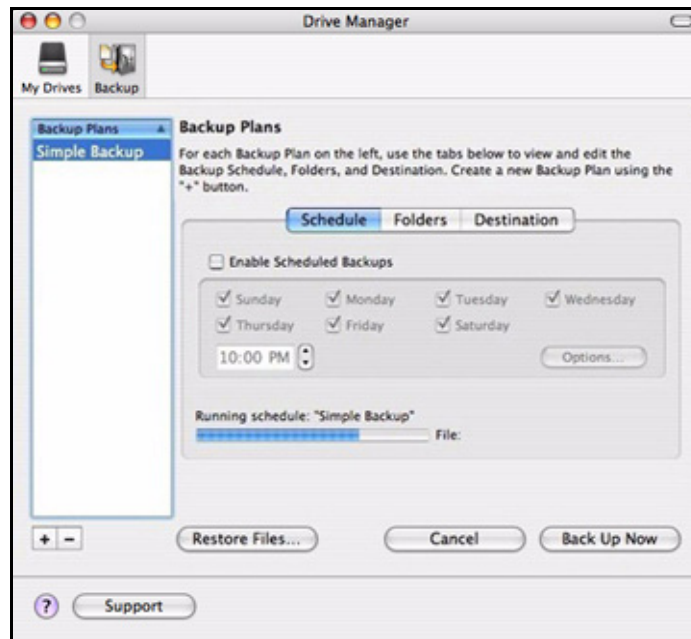 Drive Manager
My Drives Backup
Backup Plans
Simple Backup
Backup Plans
For each Backup Plan on the left, use the tabs below to view and edit the
Backup Schedule, Folders, and Destination. Create a new Backup Plan using the
"+" button.
Schedule Folders Destination
Enable Scheduled Backups
Sunday Monday Tuesday Wednesday
Thursday Friday Saturday
10:00 PM Options...
Running schedule: "Simple Backup"
File:
+ - Restore Files... Cancel Back Up Now
? Support